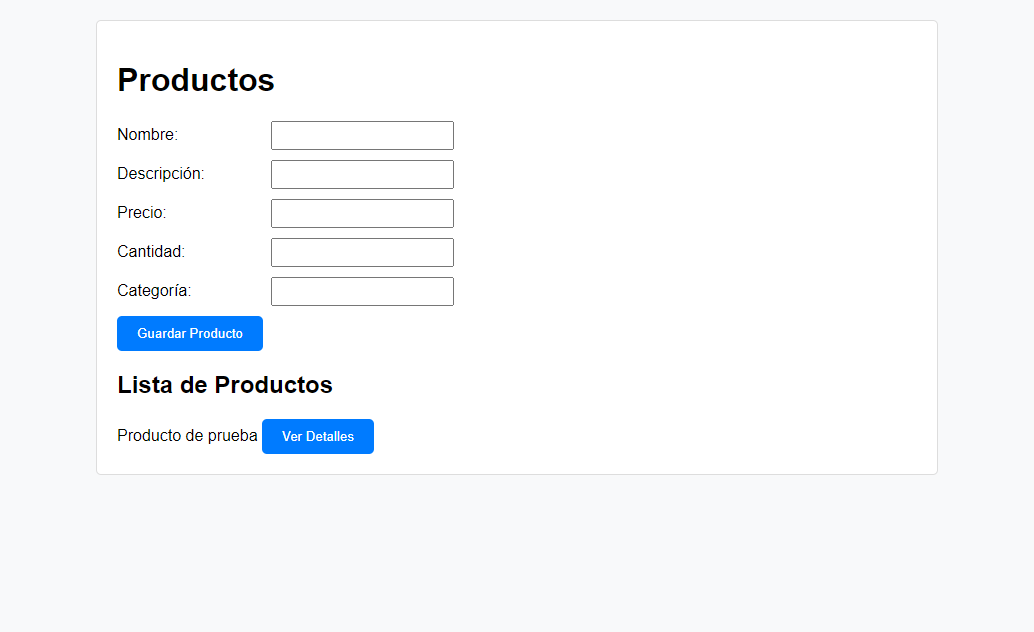 Productos
Nombre:
Descripción:
Precio:
Cantidad:
Categoría:
Guardar Producto
Lista de Productos
Producto de prueba Ver Detalles